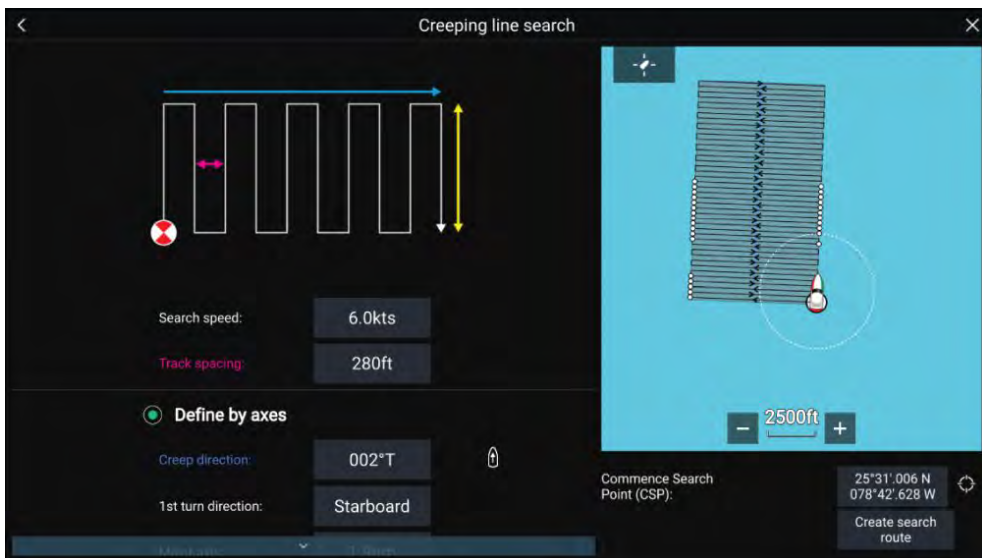 Creeping line search
Search speed:
6.0kts
Track spacing:
280ft
Define by axes
Creep direction:
002°T
1st turn direction:
Starboard
2500ft
Commence Search
Point (CSP):
25°31'.006 N
078°42'.628 W
Create search
route